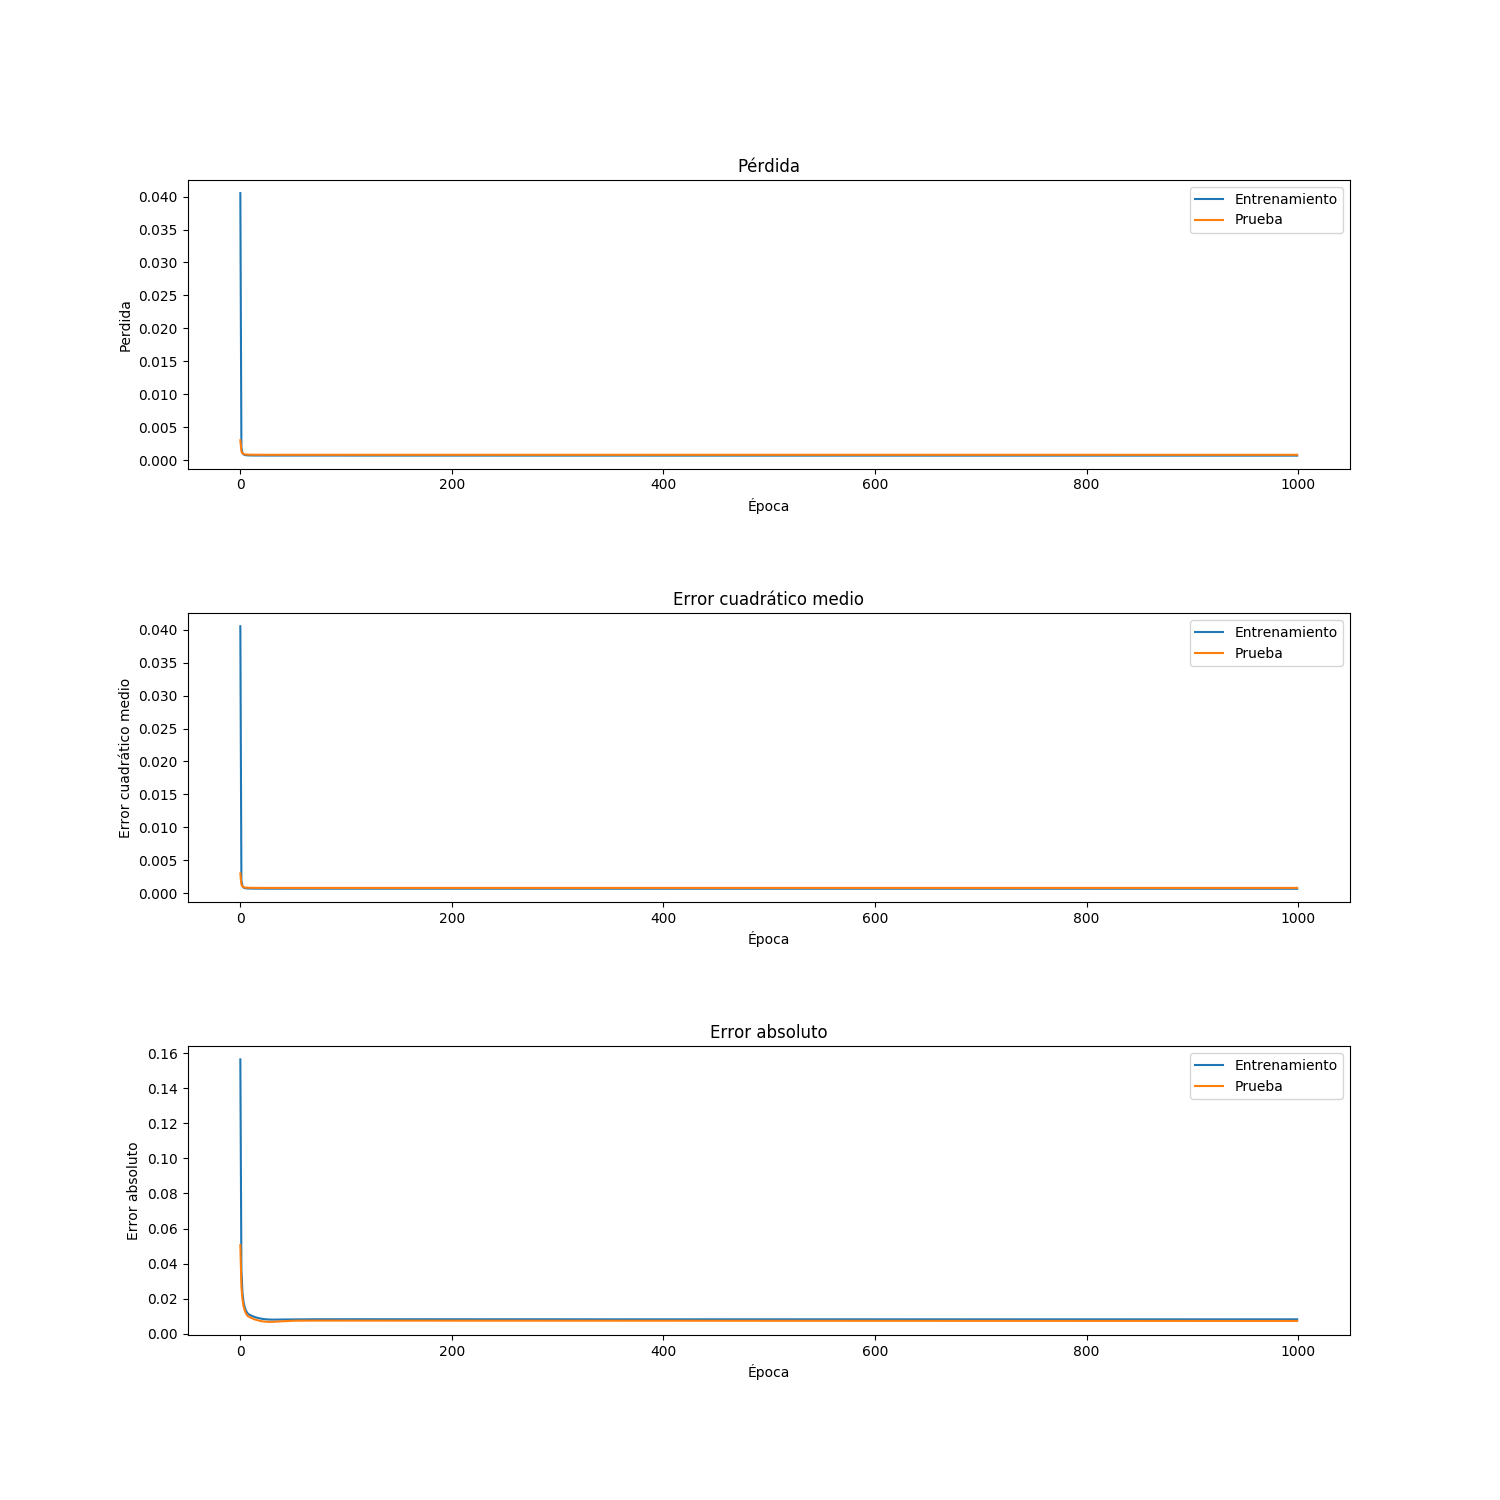 Pérdida
0.040
0.035
0.030
0.025
0.020
0.015
0.010
0.005
0.000
Perdida
Entrenamiento
Prueba
0 200 400 600 800 1000
Época
Error cuadrático medio
0.040
0.035
0.030
0.025
0.020
0.015
0.010
0.005
0.000
Error cuadrático medio
Entrenamiento
Prueba
0 200 400 600 800 1000
Época
Error absoluto
0.16
0.14
0.12
0.10
0.08
0.06
0.04
0.02
0.00
Error absoluto
Entrenamiento
Prueba
0 200 400 600 800 1000
Época